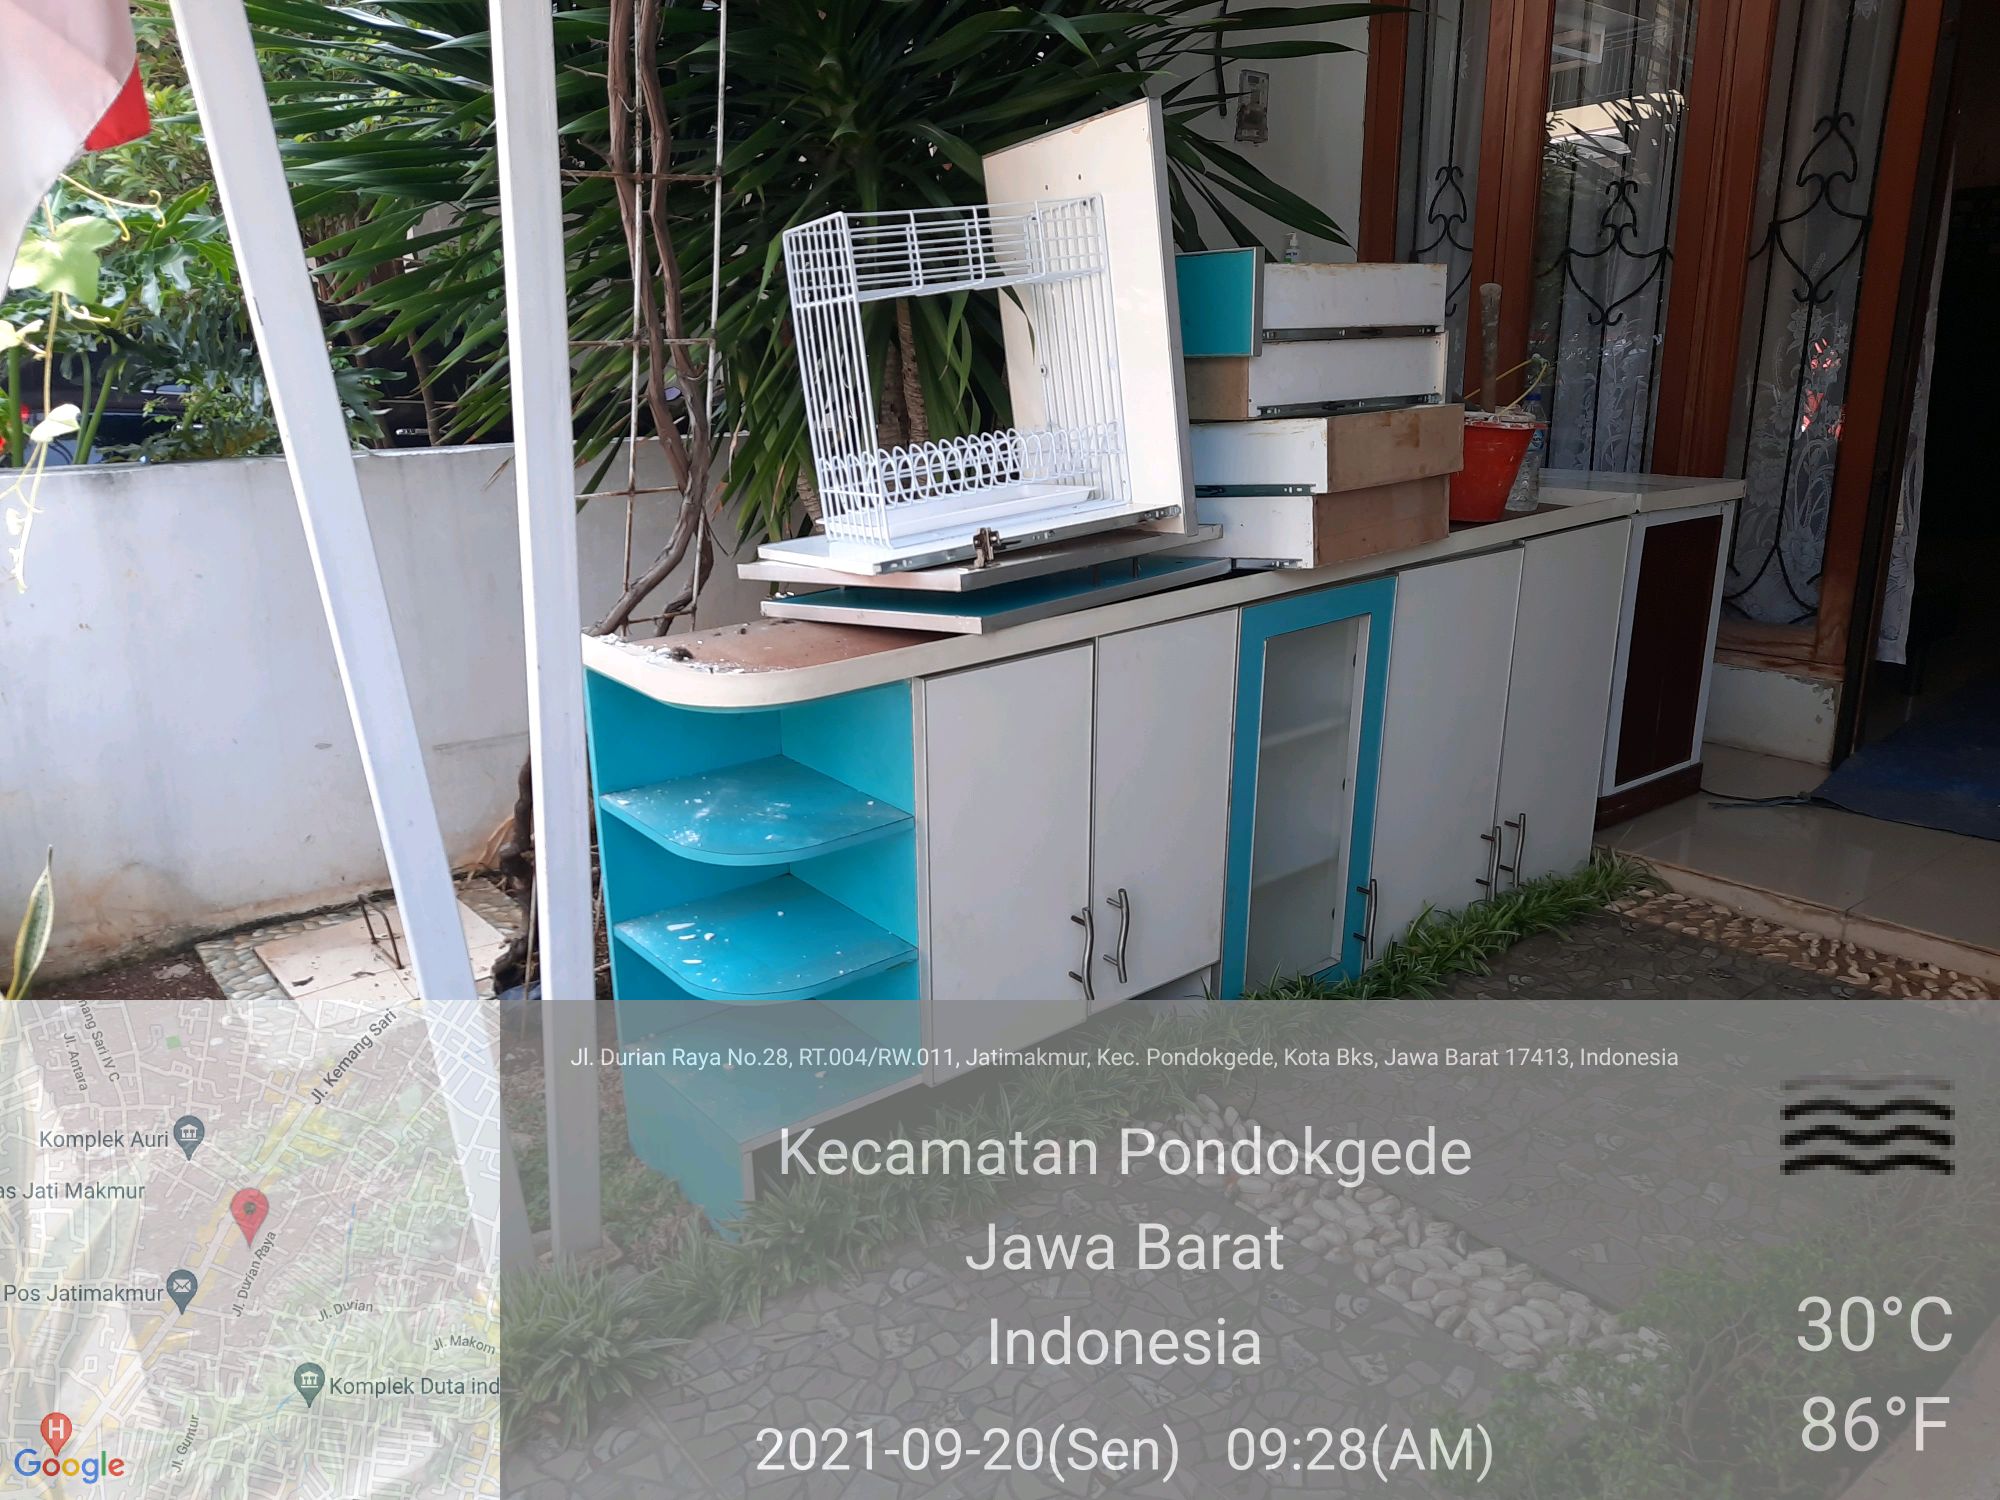 Jl. Durian Raya No.28, RT.004/RW.011, Jatimakmur, Kec. Pondokgede, Kota Bks, Jawa Barat 17413, Indonesia
Kecamatan Pondokgede
Jawa Barat
Indonesia
2021-09-20(Sen) 09:28(AM)
30°C
86°F
Jl. Antara
Jl. Kemang Sari
Komplek Auri
Jati Makmur
Jl. Durian Raya
Pos Jatimakmur
Jl. Durian
Jl. Makom
Komplek Duta
Jl. Guntur
H
Google